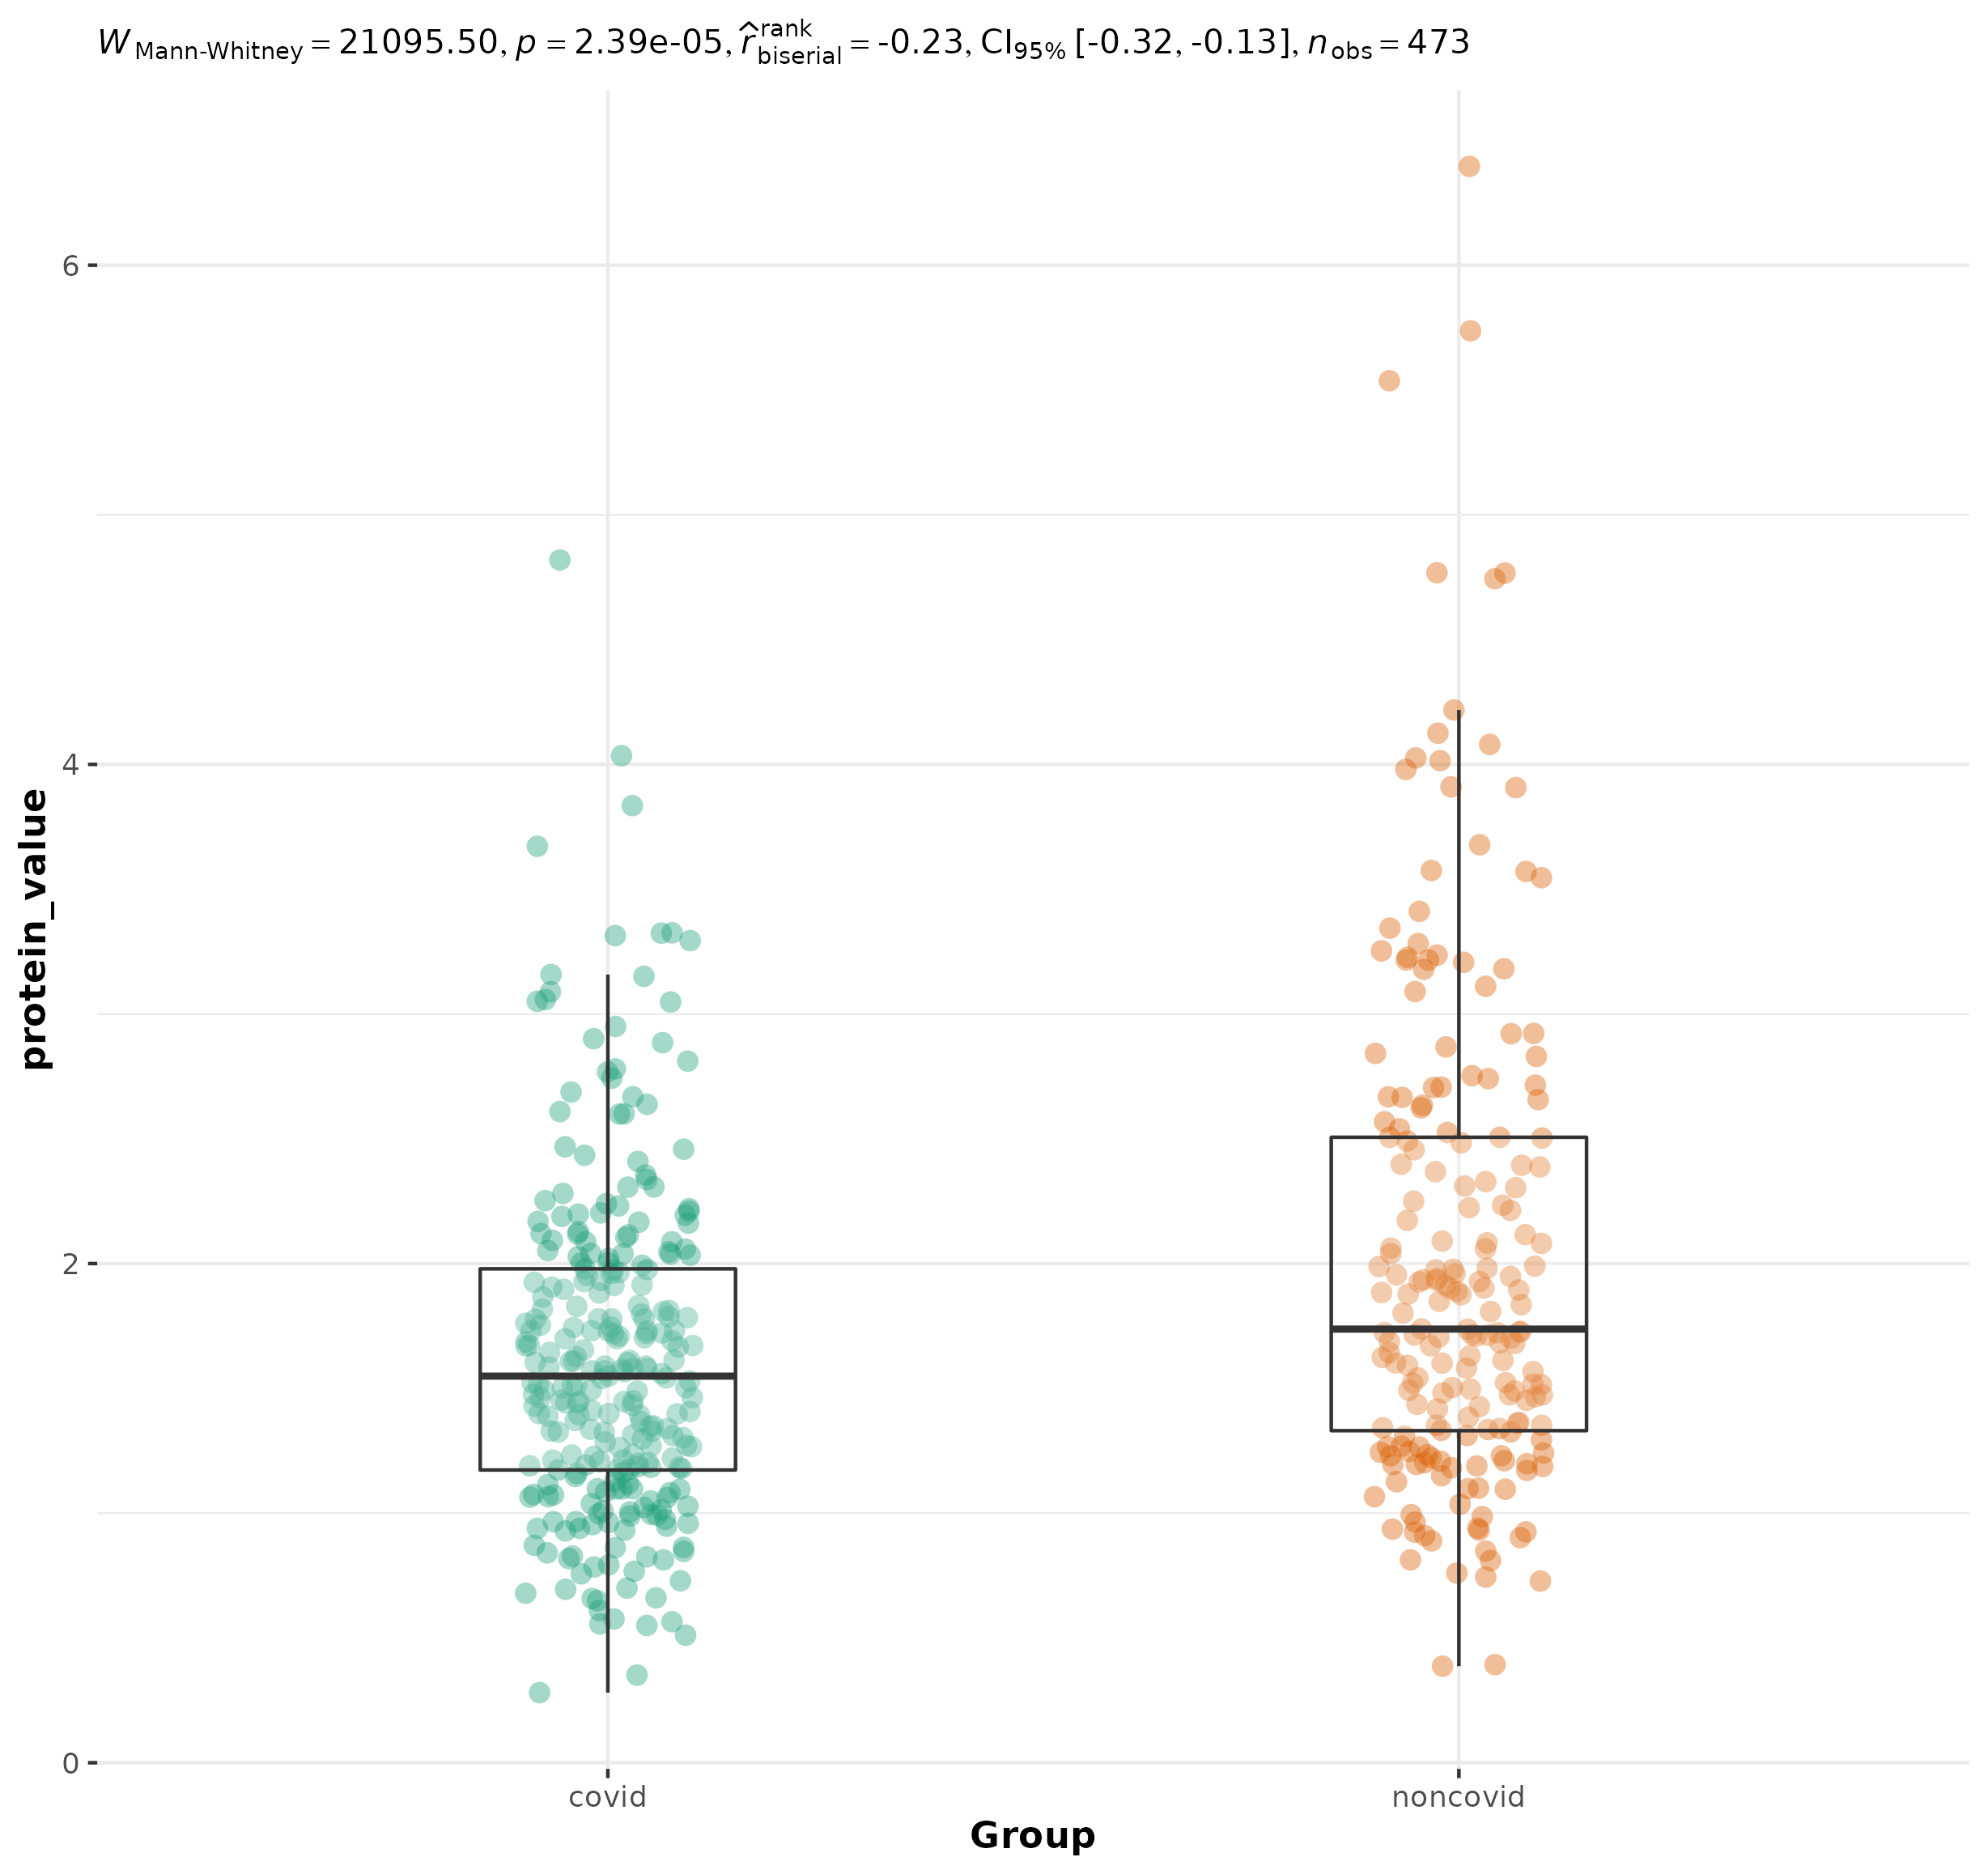 W Mann-Whitney = 21095.50, p = 2.39e-05, r̂ rank biserial = -0.23, CI95% [-0.32, -0.13], nobs = 473
6
4
2
0
protein_value
covid noncovid
Group